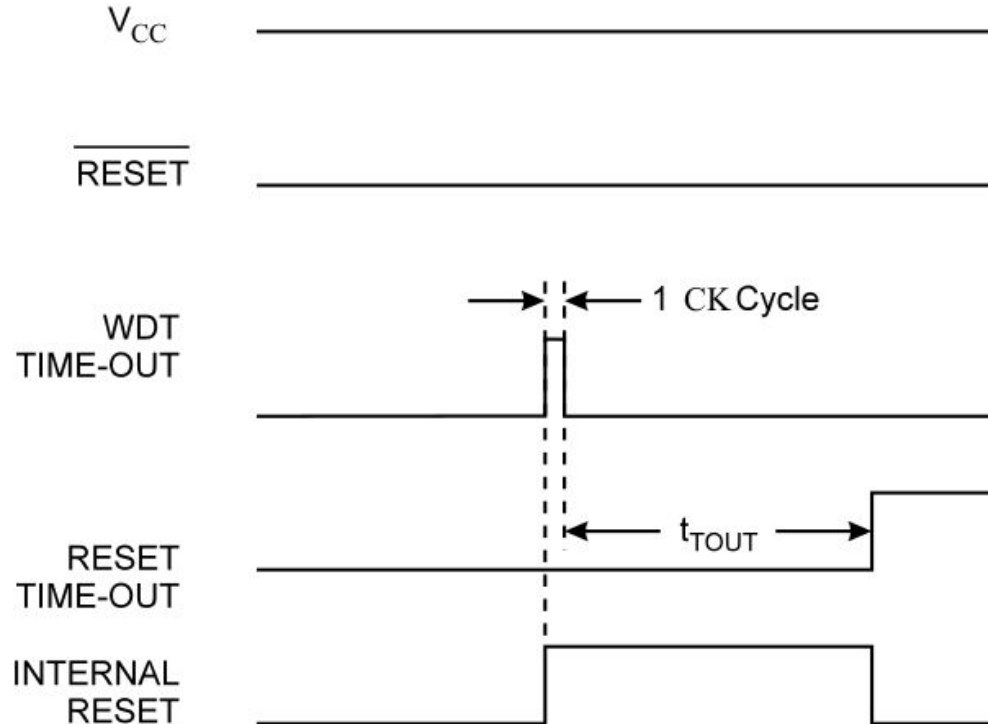 VCC
RESET
1 CK Cycle
WDT
TIME-OUT
tTOUT
RESET
TIME-OUT
INTERNAL
RESET